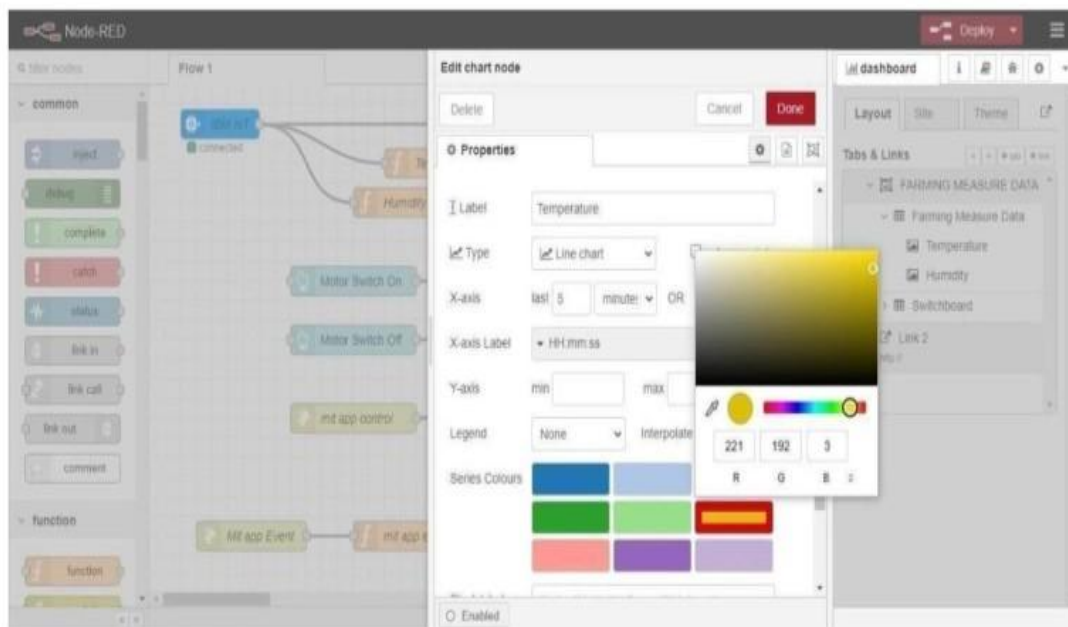 Node-RED
Deploy
filter nodes
Flow 1
Edit chart node
dashboard
common
Delete
Cancel
Done
Layout
Site
Theme
inject
connected
Properties
Tabs & Links
debug
FARMING MEASURE DATA
complete
Humidity
Label
Temperature
Farming Measure Data
catch
Type
Line chart
Temperature
Motor Switch On
Humidity
status
X-axis
last 5
OR
Switchboard
link in
Motor Switch Off
X-axis Label
HH:mm:ss
Link 2
link call
Y-axis
min
max
link out
mit app control
Legend
None
Interpolate
221
192
3
comment
Series Colours
R
G
B
function
Mit app Event
mit app
function
Enabled